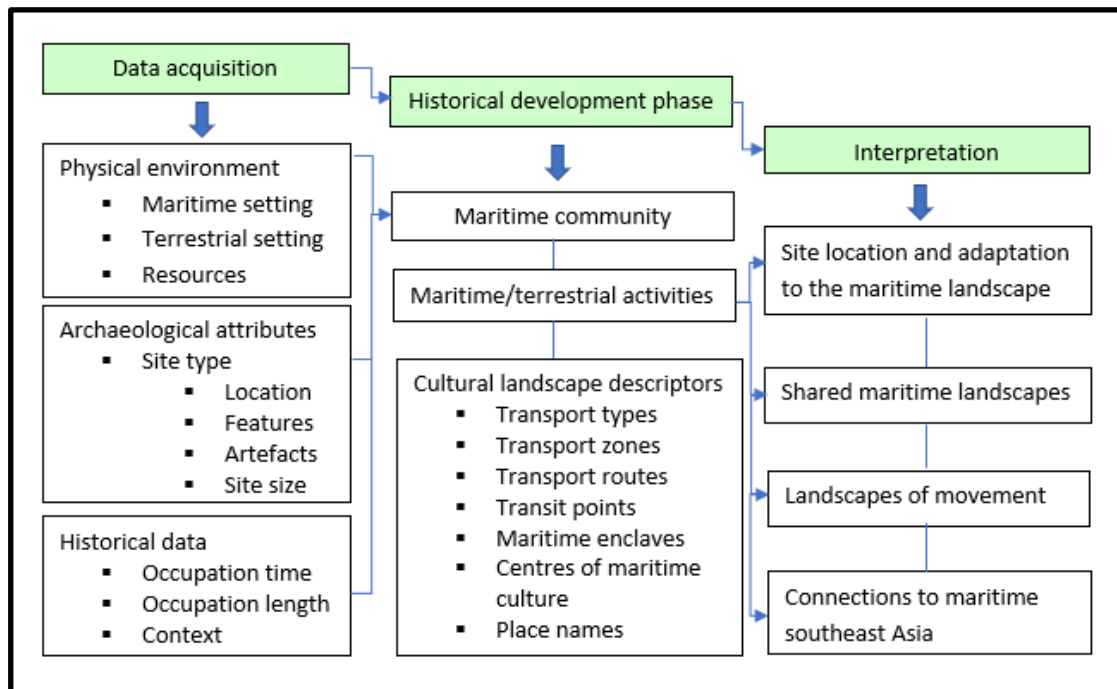 Data acquisition
Physical environment
▪ Maritime setting
▪ Terrestrial setting
▪ Resources
Archaeological attributes
▪ Site type
▪ Location
▪ Features
▪ Artefacts
▪ Site size
Historical data
▪ Occupation time
▪ Occupation length
▪ Context
Historical development phase
Maritime community
Maritime/terrestrial activities
Cultural landscape descriptors
▪ Transport types
▪ Transport zones
▪ Transport routes
▪ Transit points
▪ Maritime enclaves
▪ Centres of maritime
culture
▪ Place names
Interpretation
Site location and adaptation
to the maritime landscape
Shared maritime landscapes
Landscapes of movement
Connections to maritime
southeast Asia